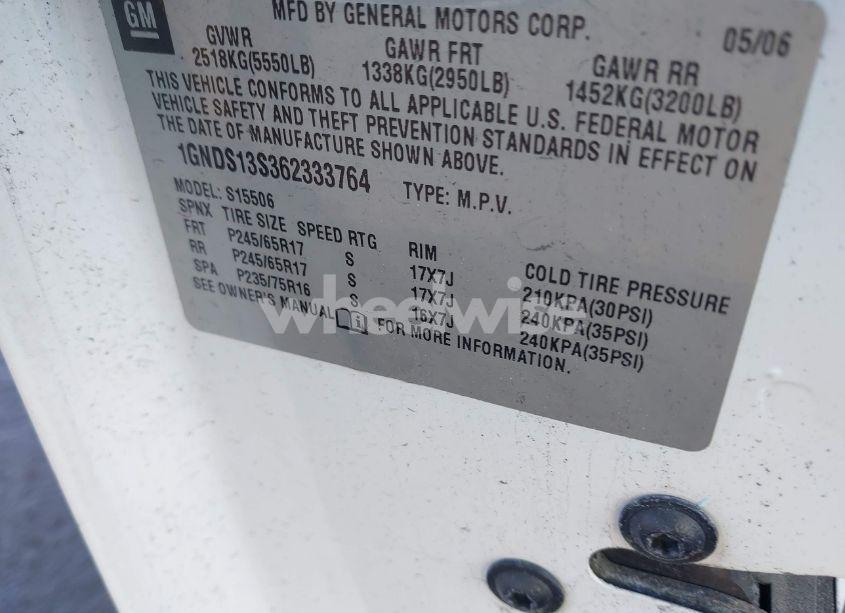 GM
MFD BY GENERAL MOTORS CORP. 05/06
GVWR GAWR FRT GAWR RR
2518KG(5550LB) 1338KG(2950LB) 1452KG(3200LB)
THIS VEHICLE CONFORMS TO ALL APPLICABLE U.S. FEDERAL MOTOR
VEHICLE SAFETY AND THEFT PREVENTION STANDARDS IN EFFECT ON
THE DATE OF MANUFACTURE SHOWN ABOVE.
1GNDS13S362333764 TYPE: M.P.V.
MODEL: S15506
SPNX TIRE SIZE SPEED RTG RIM COLD TIRE PRESSURE
FRT P245/65R17 S 17X7J 210KPA(30PSI)
RR P245/65R17 S 17X7J 240KPA(35PSI)
SPA P235/75R16 S 16X7J 240KPA(35PSI)
SEE OWNER'S MANUAL FOR MORE INFORMATION.
wheelwire